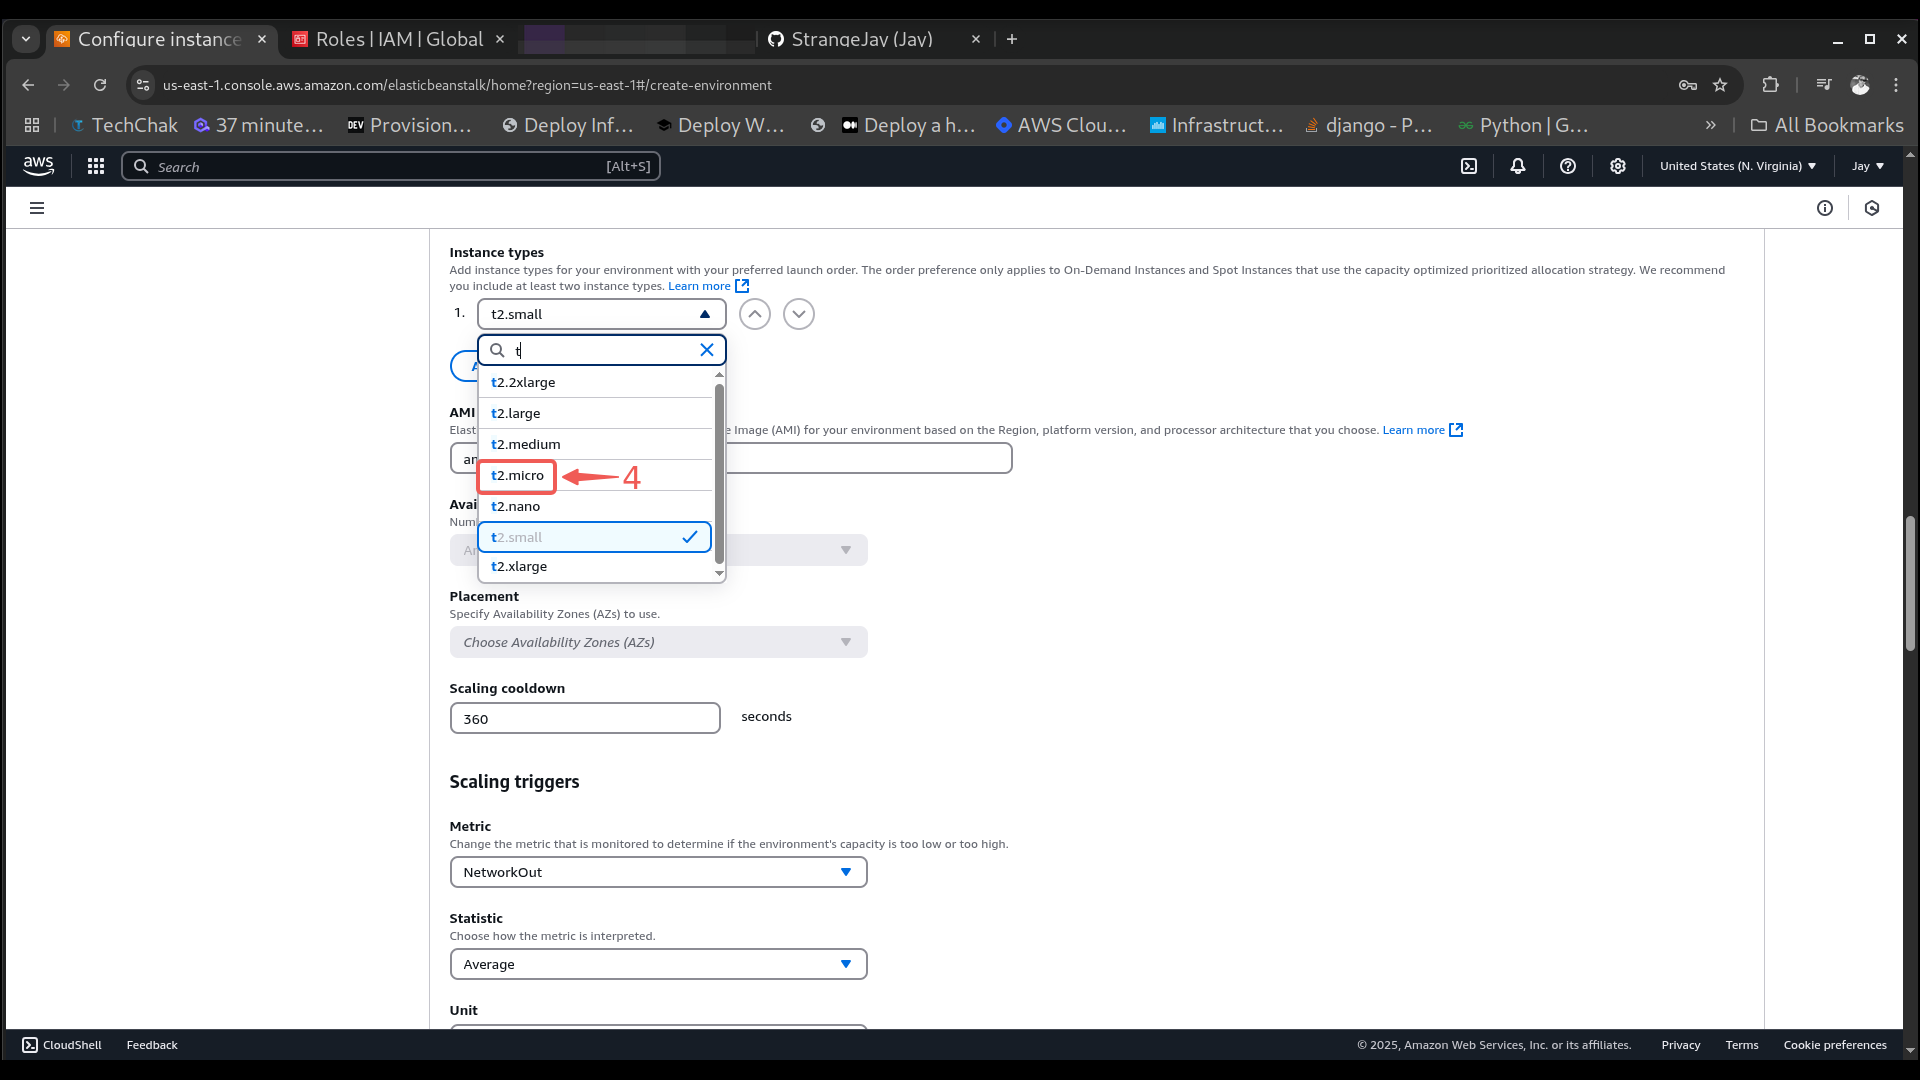 Configure instance
Roles | IAM | Global
StrangeJay (Jay)
us-east-1.console.aws.amazon.com/elasticbeanstalk/home?region=us-east-1#/create-environment
TechChak
37 minute...
DEV Provision...
Deploy Inf...
Deploy W...
Deploy a h...
AWS Clou...
Infrastruct...
django - P...
Python | G...
All Bookmarks
aws
Search
[Alt+S]
United States (N. Virginia)
Jay
Instance types
Add instance types for your environment with your preferred launch order. The order preference only applies to On-Demand Instances and Spot Instances that use the capacity optimized prioritized allocation strategy. We recommend
you include at least two instance types. Learn more
1. t2.small
t
t2.2xlarge
t2.large
t2.medium
t2.micro
4
t2.nano
t2.small
t2.xlarge
AMI
Image (AMI) for your environment based on the Region, platform version, and processor architecture that you choose. Learn more
Placement
Specify Availability Zones (AZs) to use.
Choose Availability Zones (AZs)
Scaling cooldown
360 seconds
Scaling triggers
Metric
Change the metric that is monitored to determine if the environment's capacity is too low or too high.
NetworkOut
Statistic
Choose how the metric is interpreted.
Average
Unit
CloudShell
Feedback
© 2025, Amazon Web Services, Inc. or its affiliates.
Privacy
Terms
Cookie preferences